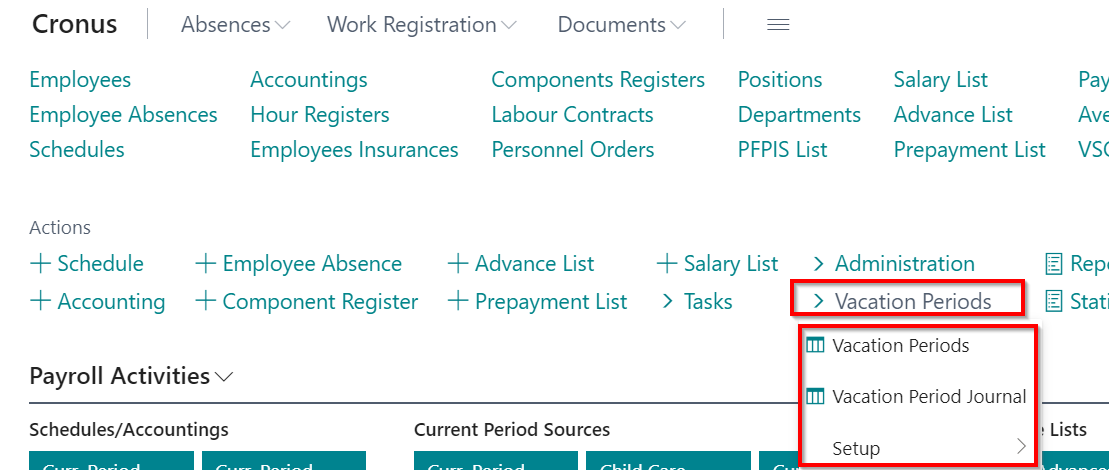 Cronus Absences Work Registration Documents
Employees Accountings Components Registers Positions Salary List Pay
Employee Absences Hour Registers Labour Contracts Departments Advance List Ave
Schedules Employees Insurances Personnel Orders PFPIS List Prepayment List VSC
Actions
+ Schedule + Employee Absence + Advance List + Salary List > Administration Repo
+ Accounting + Component Register + Prepayment List > Tasks > Vacation Periods Stati
Vacation Periods
Vacation Period Journal
Setup >
Payroll Activities
Schedules/Accountings Current Period Sources e Lists
Curr. Period Curr. Period Curr. Period Child Care Curr Advance